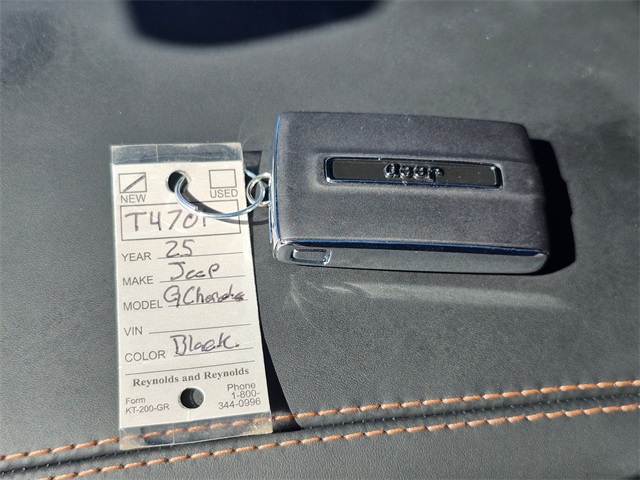 Jeep
NEW USED
YEAR 25
MAKE Jeep
MODEL GCherokee
VIN
COLOR Black.
Reynolds and Reynolds
Form
KT-200-GR
Phone
1-800-
344-0996